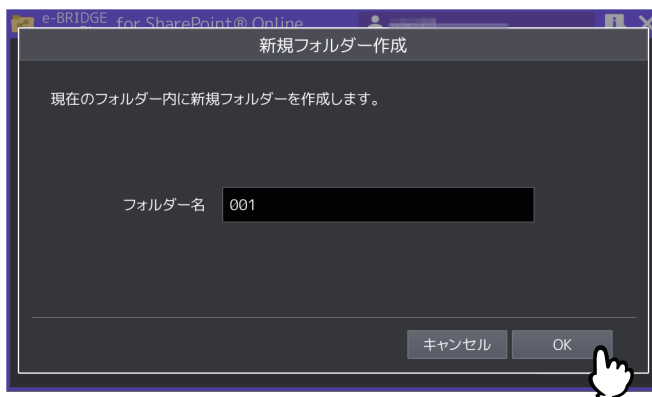 e-BRIDGE for SharePoint® Online
新規フォルダー作成
現在のフォルダー内に新規フォルダーを作成します。
フォルダー名 001
キャンセル OK